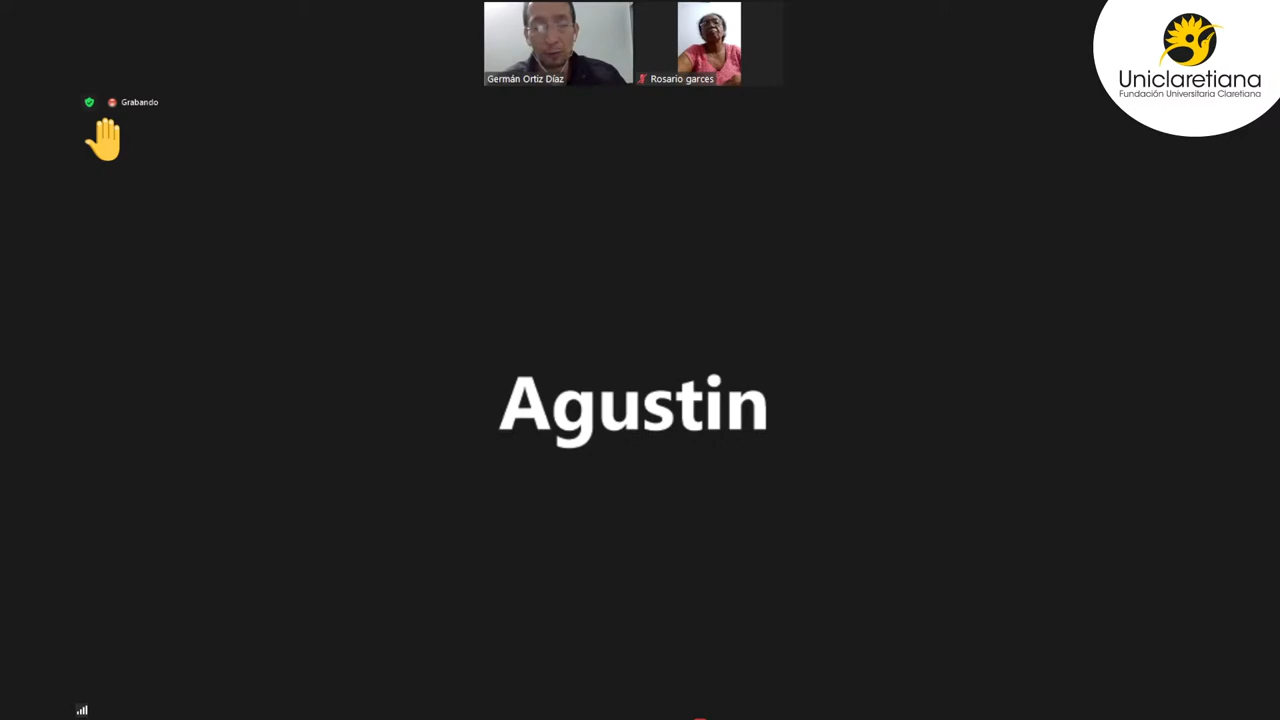 Germán Ortiz Díaz
Rosario garces
Uniclaretiana
Fundación Universitaria Claretiana
Grabando
Agustin